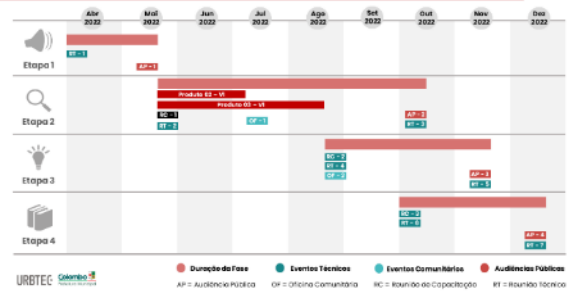 Abr 2022
Mai 2022
Jun 2022
Jul 2022
Ago 2022
Set 2022
Out 2022
Nov 2022
Dez 2022
Etapa 1
RT - 1
AP - 1
Etapa 2
Produto 02 - V1
Produto 03 - V1
RC - 1
RT - 2
OF - 1
AP - 2
RT - 3
Etapa 3
RC - 2
RT - 4
OF - 2
AP - 3
RT - 5
Etapa 4
RC - 3
RT - 6
AP - 4
RT - 7
URBTEC
Colombo
Duração da Fase
Eventos Técnicos
Eventos Comunitários
Audiências Públicas
AP = Audiência Pública
OF = Oficina Comunitária
RC = Reunião de Capacitação
RT = Reunião Técnica